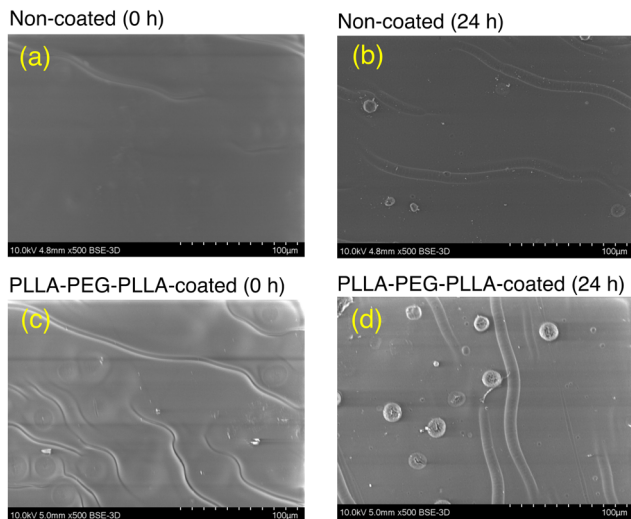 Non-coated (0 h)
Non-coated (24 h)
(a)
(b)
10.0kV 4.8mm x500 BSE-3D
100µm
10.0kV 4.8mm x500 BSE-3D
100µm
PLLA-PEG-PLLA-coated (0 h)
PLLA-PEG-PLLA-coated (24 h)
(c)
(d)
10.0kV 5.0mm x500 BSE-3D
100µm
10.0kV 5.0mm x500 BSE-3D
100µm